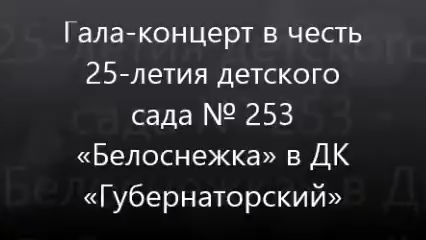 Гала-концерт в честь
25-летия детского
сада № 253
«Белоснежка» в ДК
«Губернаторский»